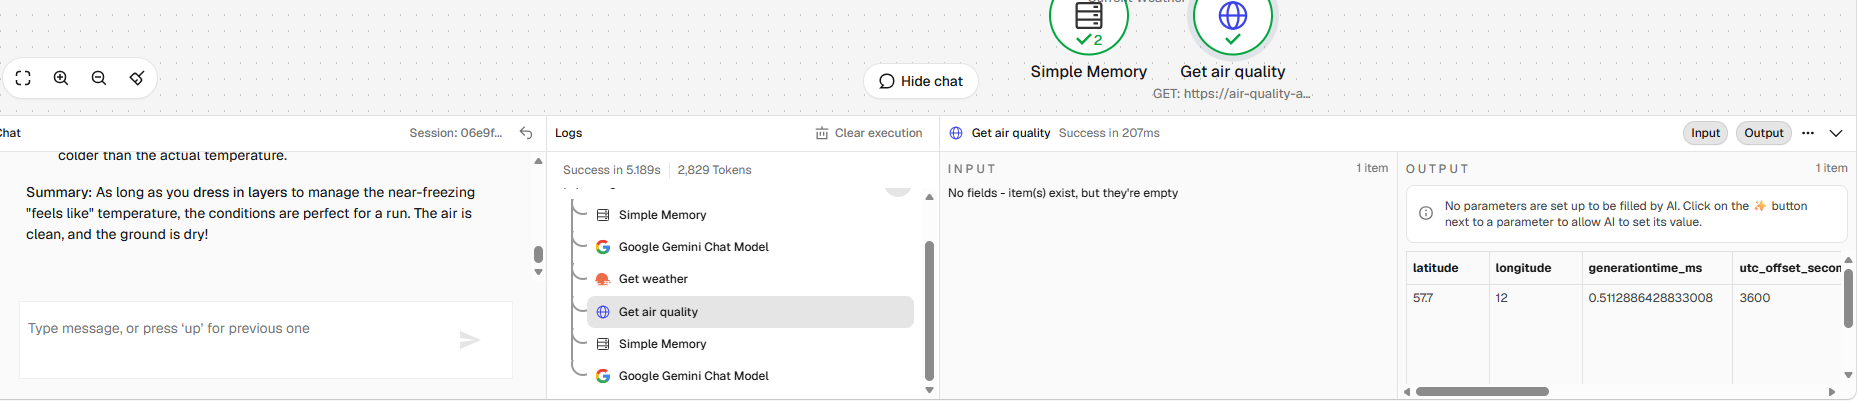 Current weather
2
Simple Memory
Get air quality
GET: https://air-quality-a...
Hide chat
Chat
Session: 06e9f...
colder than the actual temperature.
Summary: As long as you dress in layers to manage the near-freezing
"feels like" temperature, the conditions are perfect for a run. The air is
clean, and the ground is dry!
Type message, or press ‘up’ for previous one
Logs
Clear execution
Success in 5.189s
2,829 Tokens
Simple Memory
Google Gemini Chat Model
Get weather
Get air quality
Simple Memory
Google Gemini Chat Model
Get air quality
Success in 207ms
Input
Output
INPUT
1 item
No fields - item(s) exist, but they're empty
OUTPUT
1 item
No parameters are set up to be filled by AI. Click on the ✨ button
next to a parameter to allow AI to set its value.
latitude longitude generationtime_ms utc_offset_secon
57.7 12 0.5112886428833008 3600